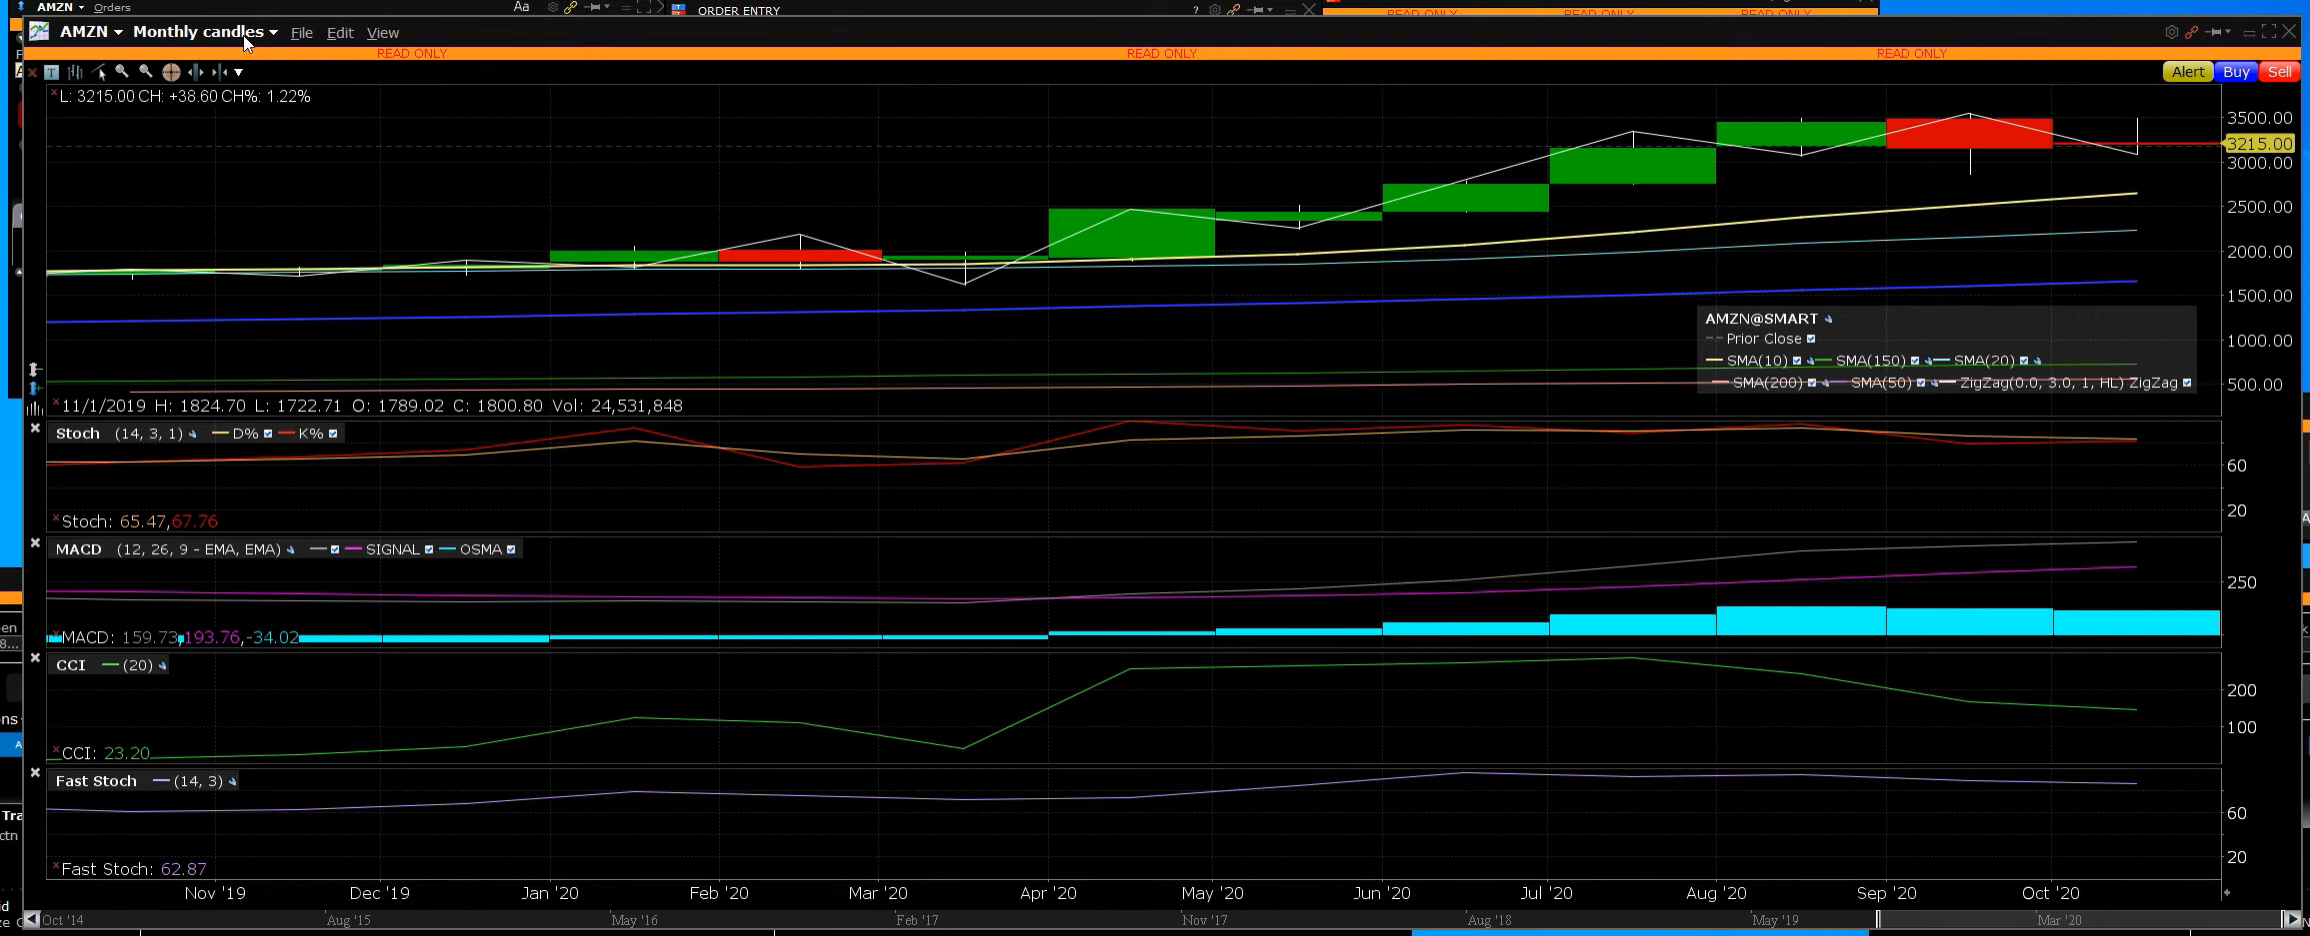 AMZN Orders Aa ORDER ENTRY ?
READ ONLY READ ONLY READ ONLY
AMZN Monthly candles File Edit View
READ ONLY READ ONLY READ ONLY
T Alert Buy Sell
L: 3215.00 CH: +38.60 CH%: 1.22%
3500.00
3215.00
3000.00
2500.00
2000.00
1500.00
AMZN@SMART
Prior Close
1000.00
SMA(10) SMA(150) SMA(20)
SMA(200) SMA(50) ZigZag(0.0, 3.0, 1, HL) ZigZag
500.00
11/1/2019 H: 1824.70 L: 1722.71 O: 1789.02 C: 1800.80 Vol: 24,531,848
Stoch (14, 3, 1) D% K%
60
20
Stoch: 65.47,67.76
MACD (12, 26, 9 - EMA, EMA) SIGNAL OSMA
250
MACD: 159.73,193.76,-34.02
CCI (20)
200
100
CCI: 23.20
Fast Stoch (14, 3)
60
20
Fast Stoch: 62.87
Nov '19 Dec '19 Jan '20 Feb '20 Mar '20 Apr '20 May '20 Jun '20 Jul '20 Aug '20 Sep '20 Oct '20
Oct '14 Aug '15 May '16 Feb '17 Nov '17 Aug '18 May '19 Mar '20